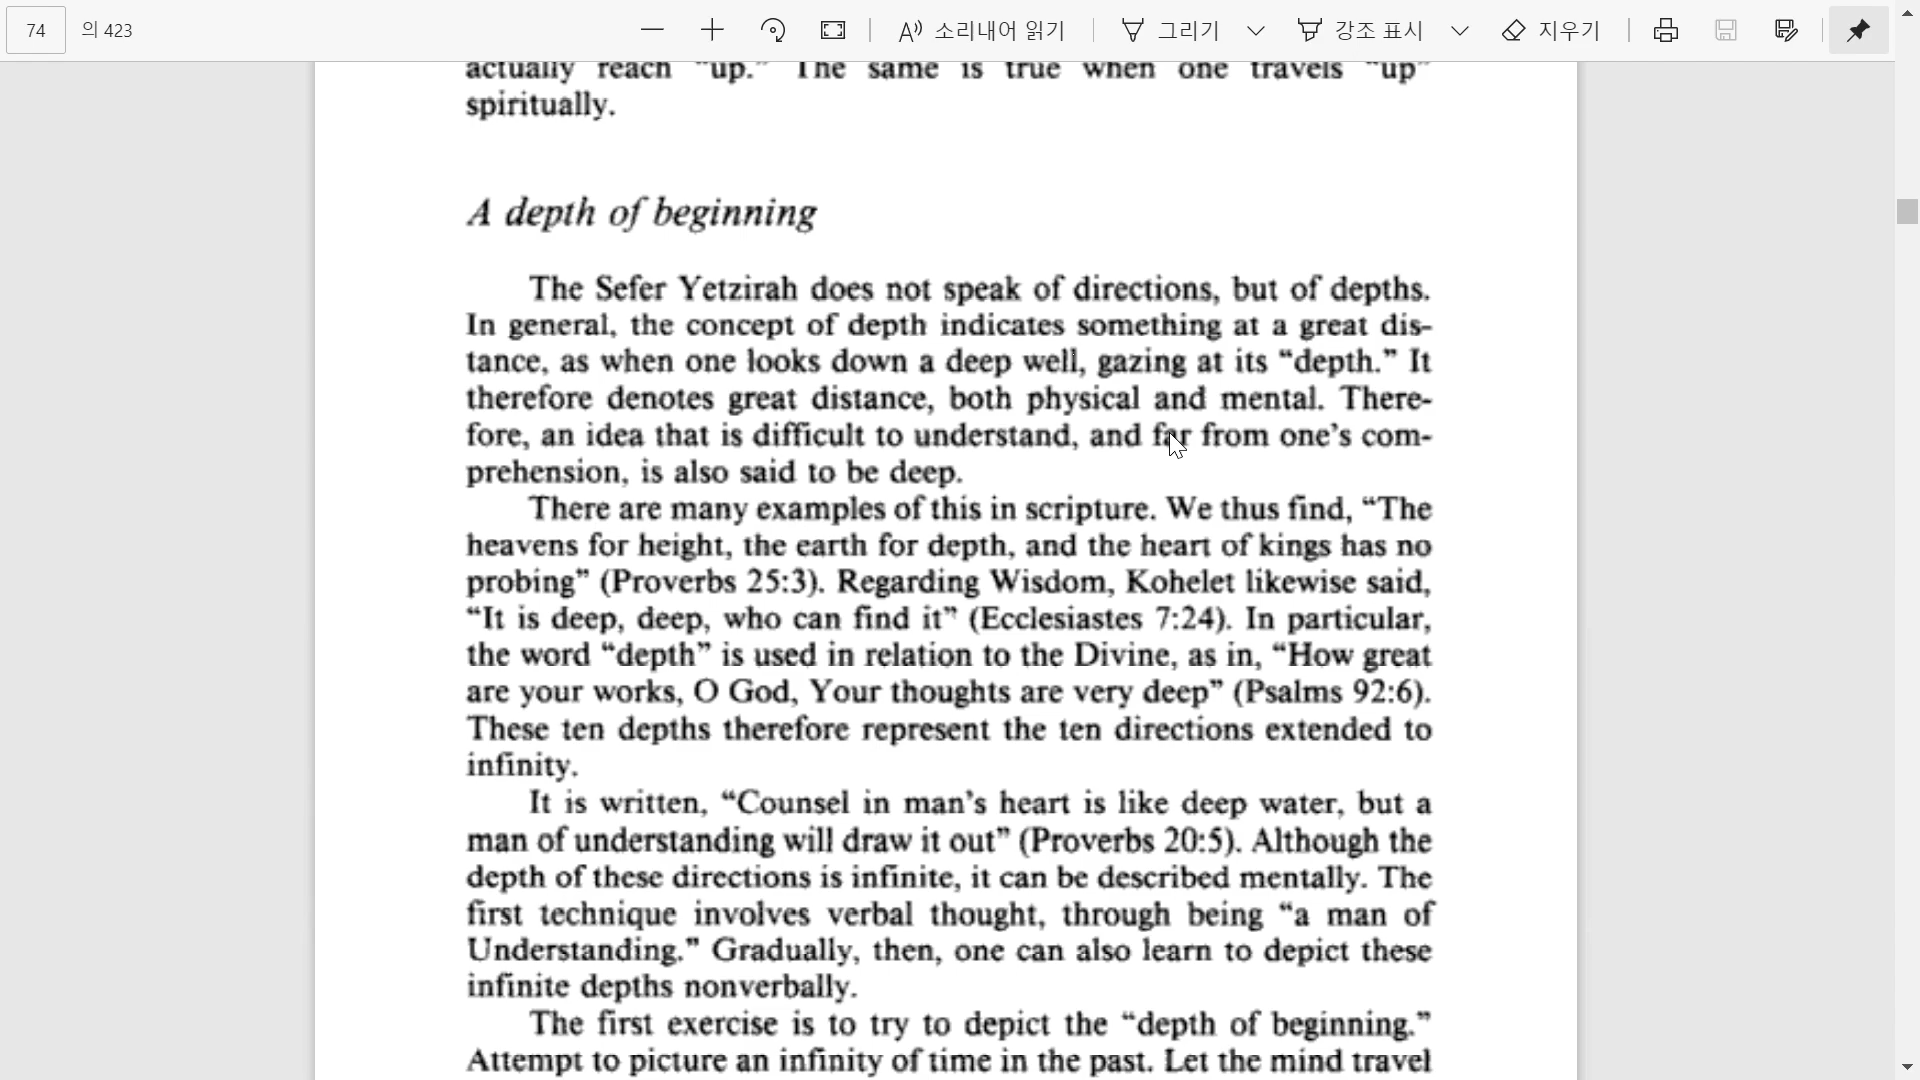 74 의 423 소리내어 읽기 그리기 강조 표시 지우기
actually reach “up.” The same is true when one travels “up”
spiritually.
A depth of beginning
The Sefer Yetzirah does not speak of directions, but of depths.
In general, the concept of depth indicates something at a great dis-
tance, as when one looks down a deep well, gazing at its “depth.” It
therefore denotes great distance, both physical and mental. There-
fore, an idea that is difficult to understand, and far from one’s com-
prehension, is also said to be deep.
There are many examples of this in scripture. We thus find, “The
heavens for height, the earth for depth, and the heart of kings has no
probing” (Proverbs 25:3). Regarding Wisdom, Kohelet likewise said,
“It is deep, deep, who can find it” (Ecclesiastes 7:24). In particular,
the word “depth” is used in relation to the Divine, as in, “How great
are your works, O God, Your thoughts are very deep” (Psalms 92:6).
These ten depths therefore represent the ten directions extended to
infinity.
It is written, “Counsel in man’s heart is like deep water, but a
man of understanding will draw it out” (Proverbs 20:5). Although the
depth of these directions is infinite, it can be described mentally. The
first technique involves verbal thought, through being “a man of
Understanding.” Gradually, then, one can also learn to depict these
infinite depths nonverbally.
The first exercise is to try to depict the “depth of beginning.”
Attempt to picture an infinity of time in the past. Let the mind travel